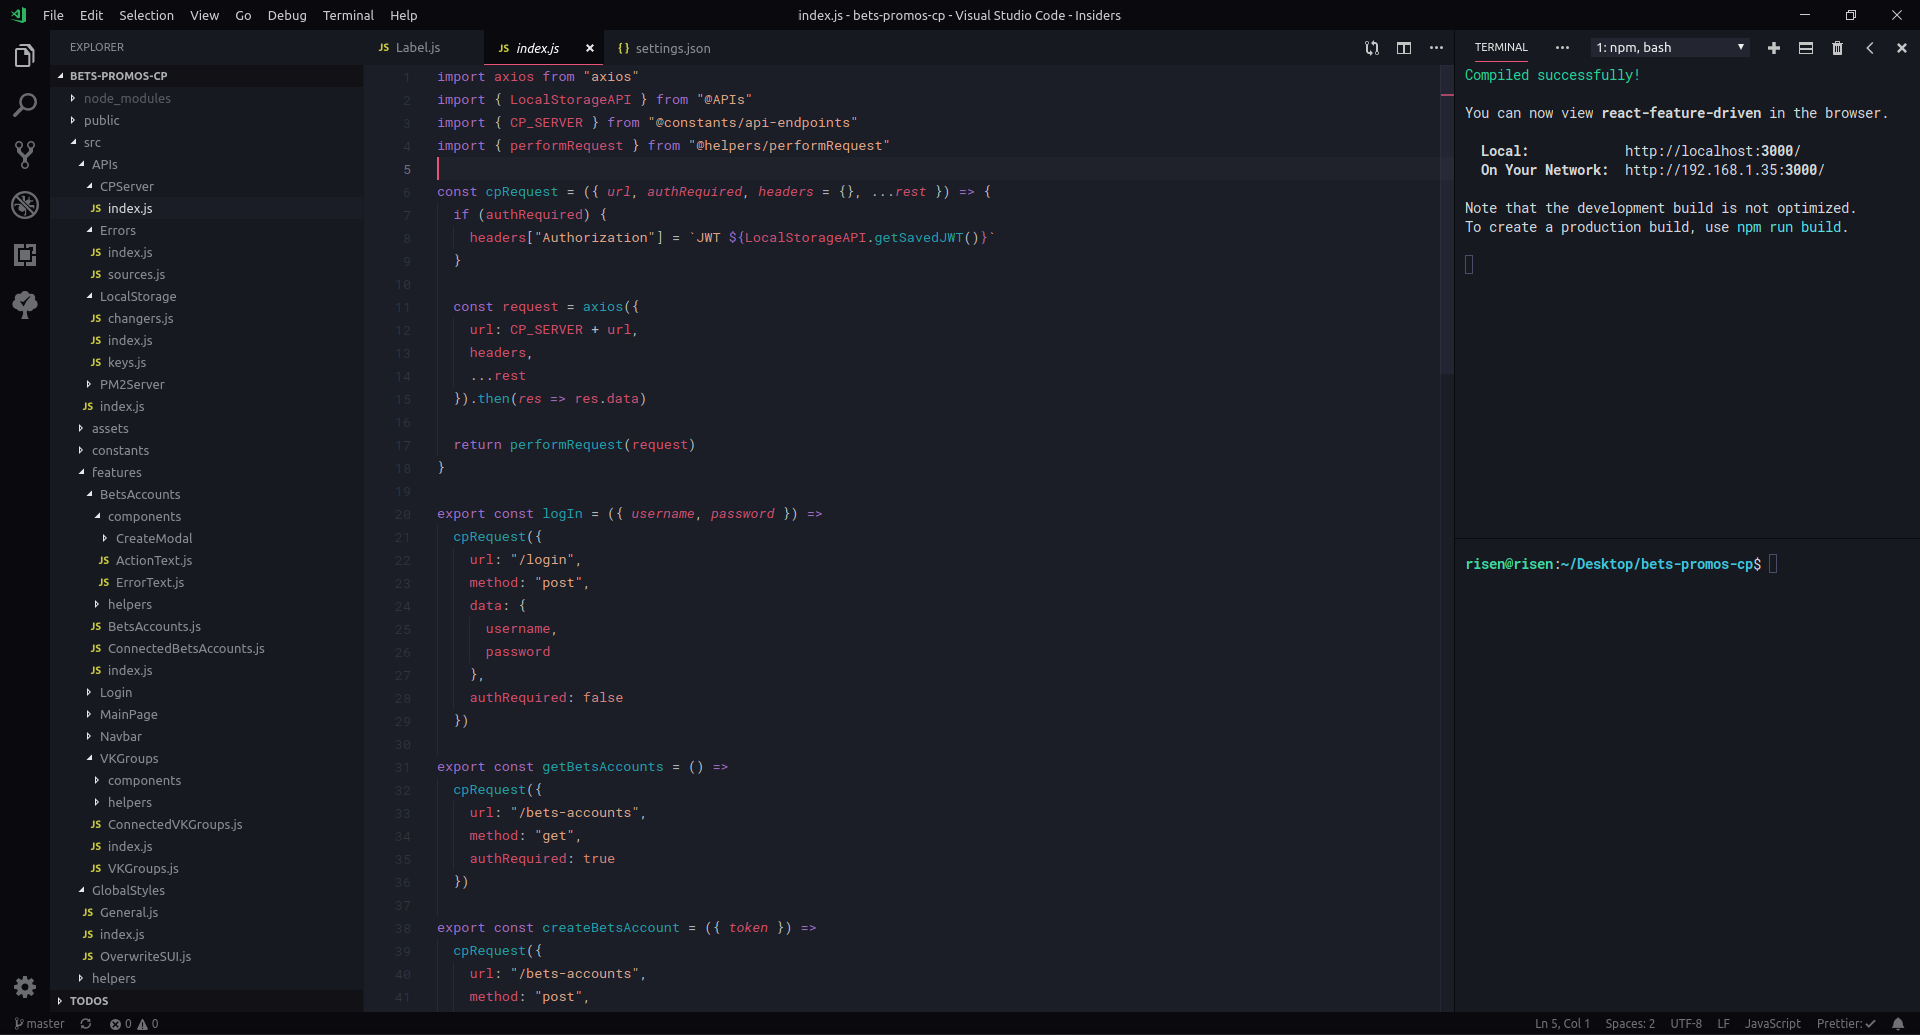 File Edit Selection View Go Debug Terminal Help
index.js - bets-promos-cp - Visual Studio Code - Insiders
EXPLORER
BETS-PROMOS-CP
node_modules
public
src
APIs
CPServer
JS index.js
Errors
JS index.js
JS sources.js
LocalStorage
JS changers.js
JS index.js
JS keys.js
PM2Server
JS index.js
assets
constants
features
BetsAccounts
components
CreateModal
JS ActionText.js
JS ErrorText.js
helpers
JS BetsAccounts.js
JS ConnectedBetsAccounts.js
JS index.js
Login
MainPage
Navbar
VKGroups
components
helpers
JS ConnectedVKGroups.js
JS index.js
JS VKGroups.js
GlobalStyles
JS General.js
JS index.js
JS OverwriteSUI.js
helpers
TODOS
JS Label.js
JS index.js
{} settings.json
1 import axios from "axios"
2 import { LocalStorageAPI } from "@APIs"
3 import { CP_SERVER } from "@constants/api-endpoints"
4 import { performRequest } from "@helpers/performRequest"
5
6 const cpRequest = ({ url, authRequired, headers = {}, ...rest }) => {
7 if (authRequired) {
8 headers["Authorization"] = `JWT ${LocalStorageAPI.getSavedJWT()}`
9 }
10
11 const request = axios({
12 url: CP_SERVER + url,
13 headers,
14 ...rest
15 }).then(res => res.data)
16
17 return performRequest(request)
18 }
19
20 export const logIn = ({ username, password }) =>
21 cpRequest({
22 url: "/login",
23 method: "post",
24 data: {
25 username,
26 password
27 },
28 authRequired: false
29 })
30
31 export const getBetsAccounts = () =>
32 cpRequest({
33 url: "/bets-accounts",
34 method: "get",
35 authRequired: true
36 })
37
38 export const createBetsAccount = ({ token }) =>
39 cpRequest({
40 url: "/bets-accounts",
41 method: "post",
TERMINAL ••• 1: npm, bash
Compiled successfully!
You can now view react-feature-driven in the browser.
Local: http://localhost:3000/
On Your Network: http://192.168.1.35:3000/
Note that the development build is not optimized.
To create a production build, use npm run build.
risen@risen:~/Desktop/bets-promos-cp$
master 0 0
Ln 5, Col 1 Spaces: 2 UTF-8 LF JavaScript Prettier: ✓